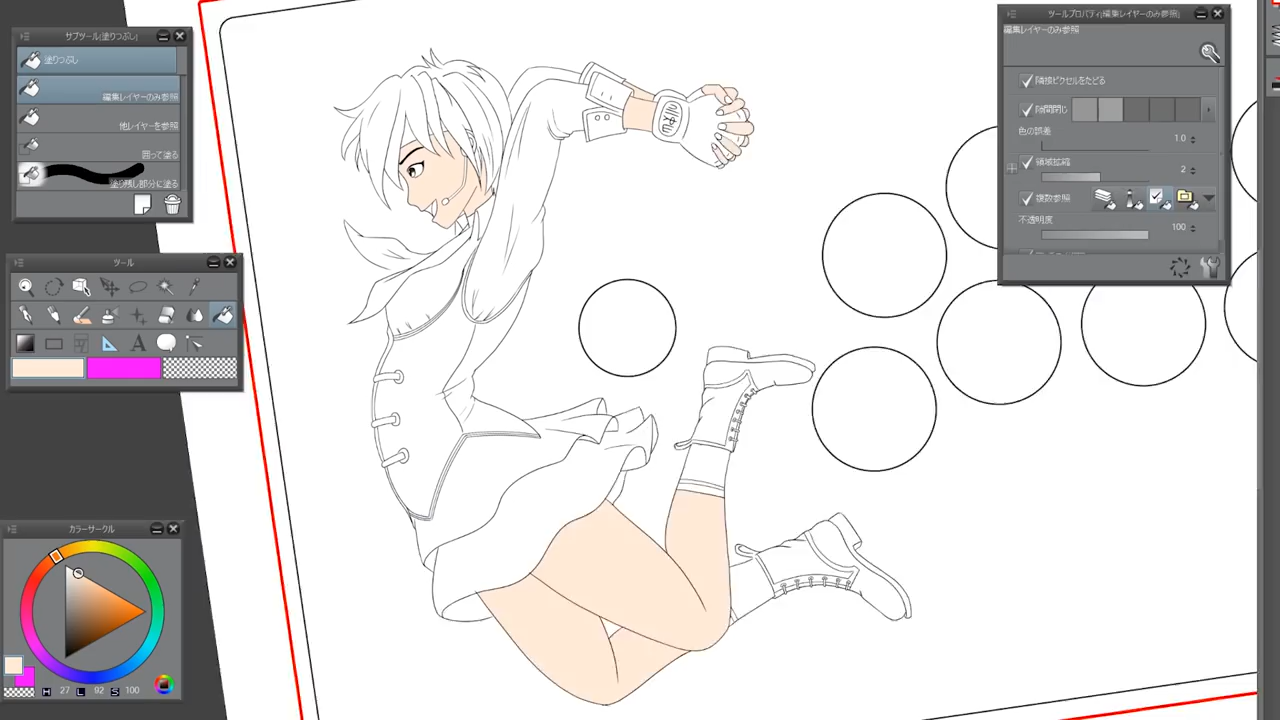 サブツール(塗りつぶし)
塗りつぶし
編集レイヤーのみ参照
他レイヤーを参照
囲って塗る
塗り残し部分に塗る
ツール
カラーサークル
H 27 L 92 S 100
ツールプロパティ(編集レイヤーのみ参照)
編集レイヤーのみ参照
隣接ピクセルをたどる
隙間閉じ
色の誤差 1.0
領域拡縮 2
複数参照
不透明度 100